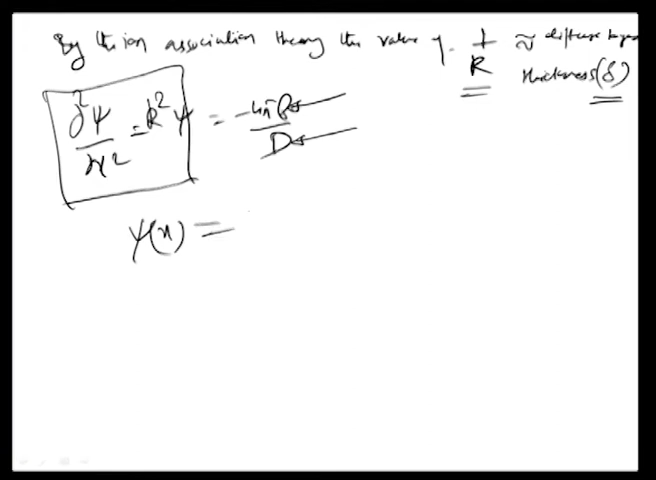 By the ion association theory the value of 1/K ≈ diffuse layer
thickness (δ)
∂²ψ/∂x² = K²ψ = -4πρ/D
ψ(x) =